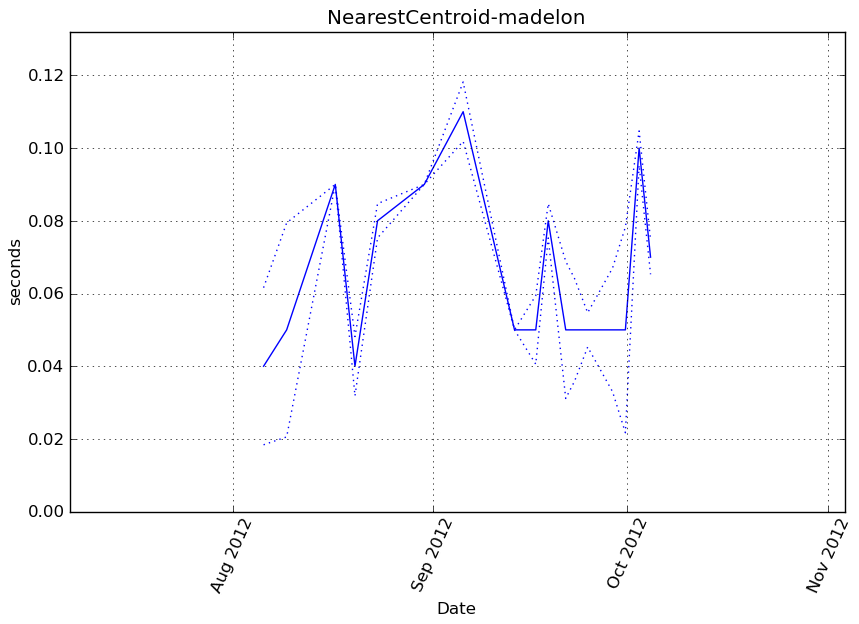 NearestCentroid-madelon
0.12
0.10
0.08
0.06
0.04
0.02
0.00
seconds
Aug 2012
Sep 2012
Oct 2012
Nov 2012
Date